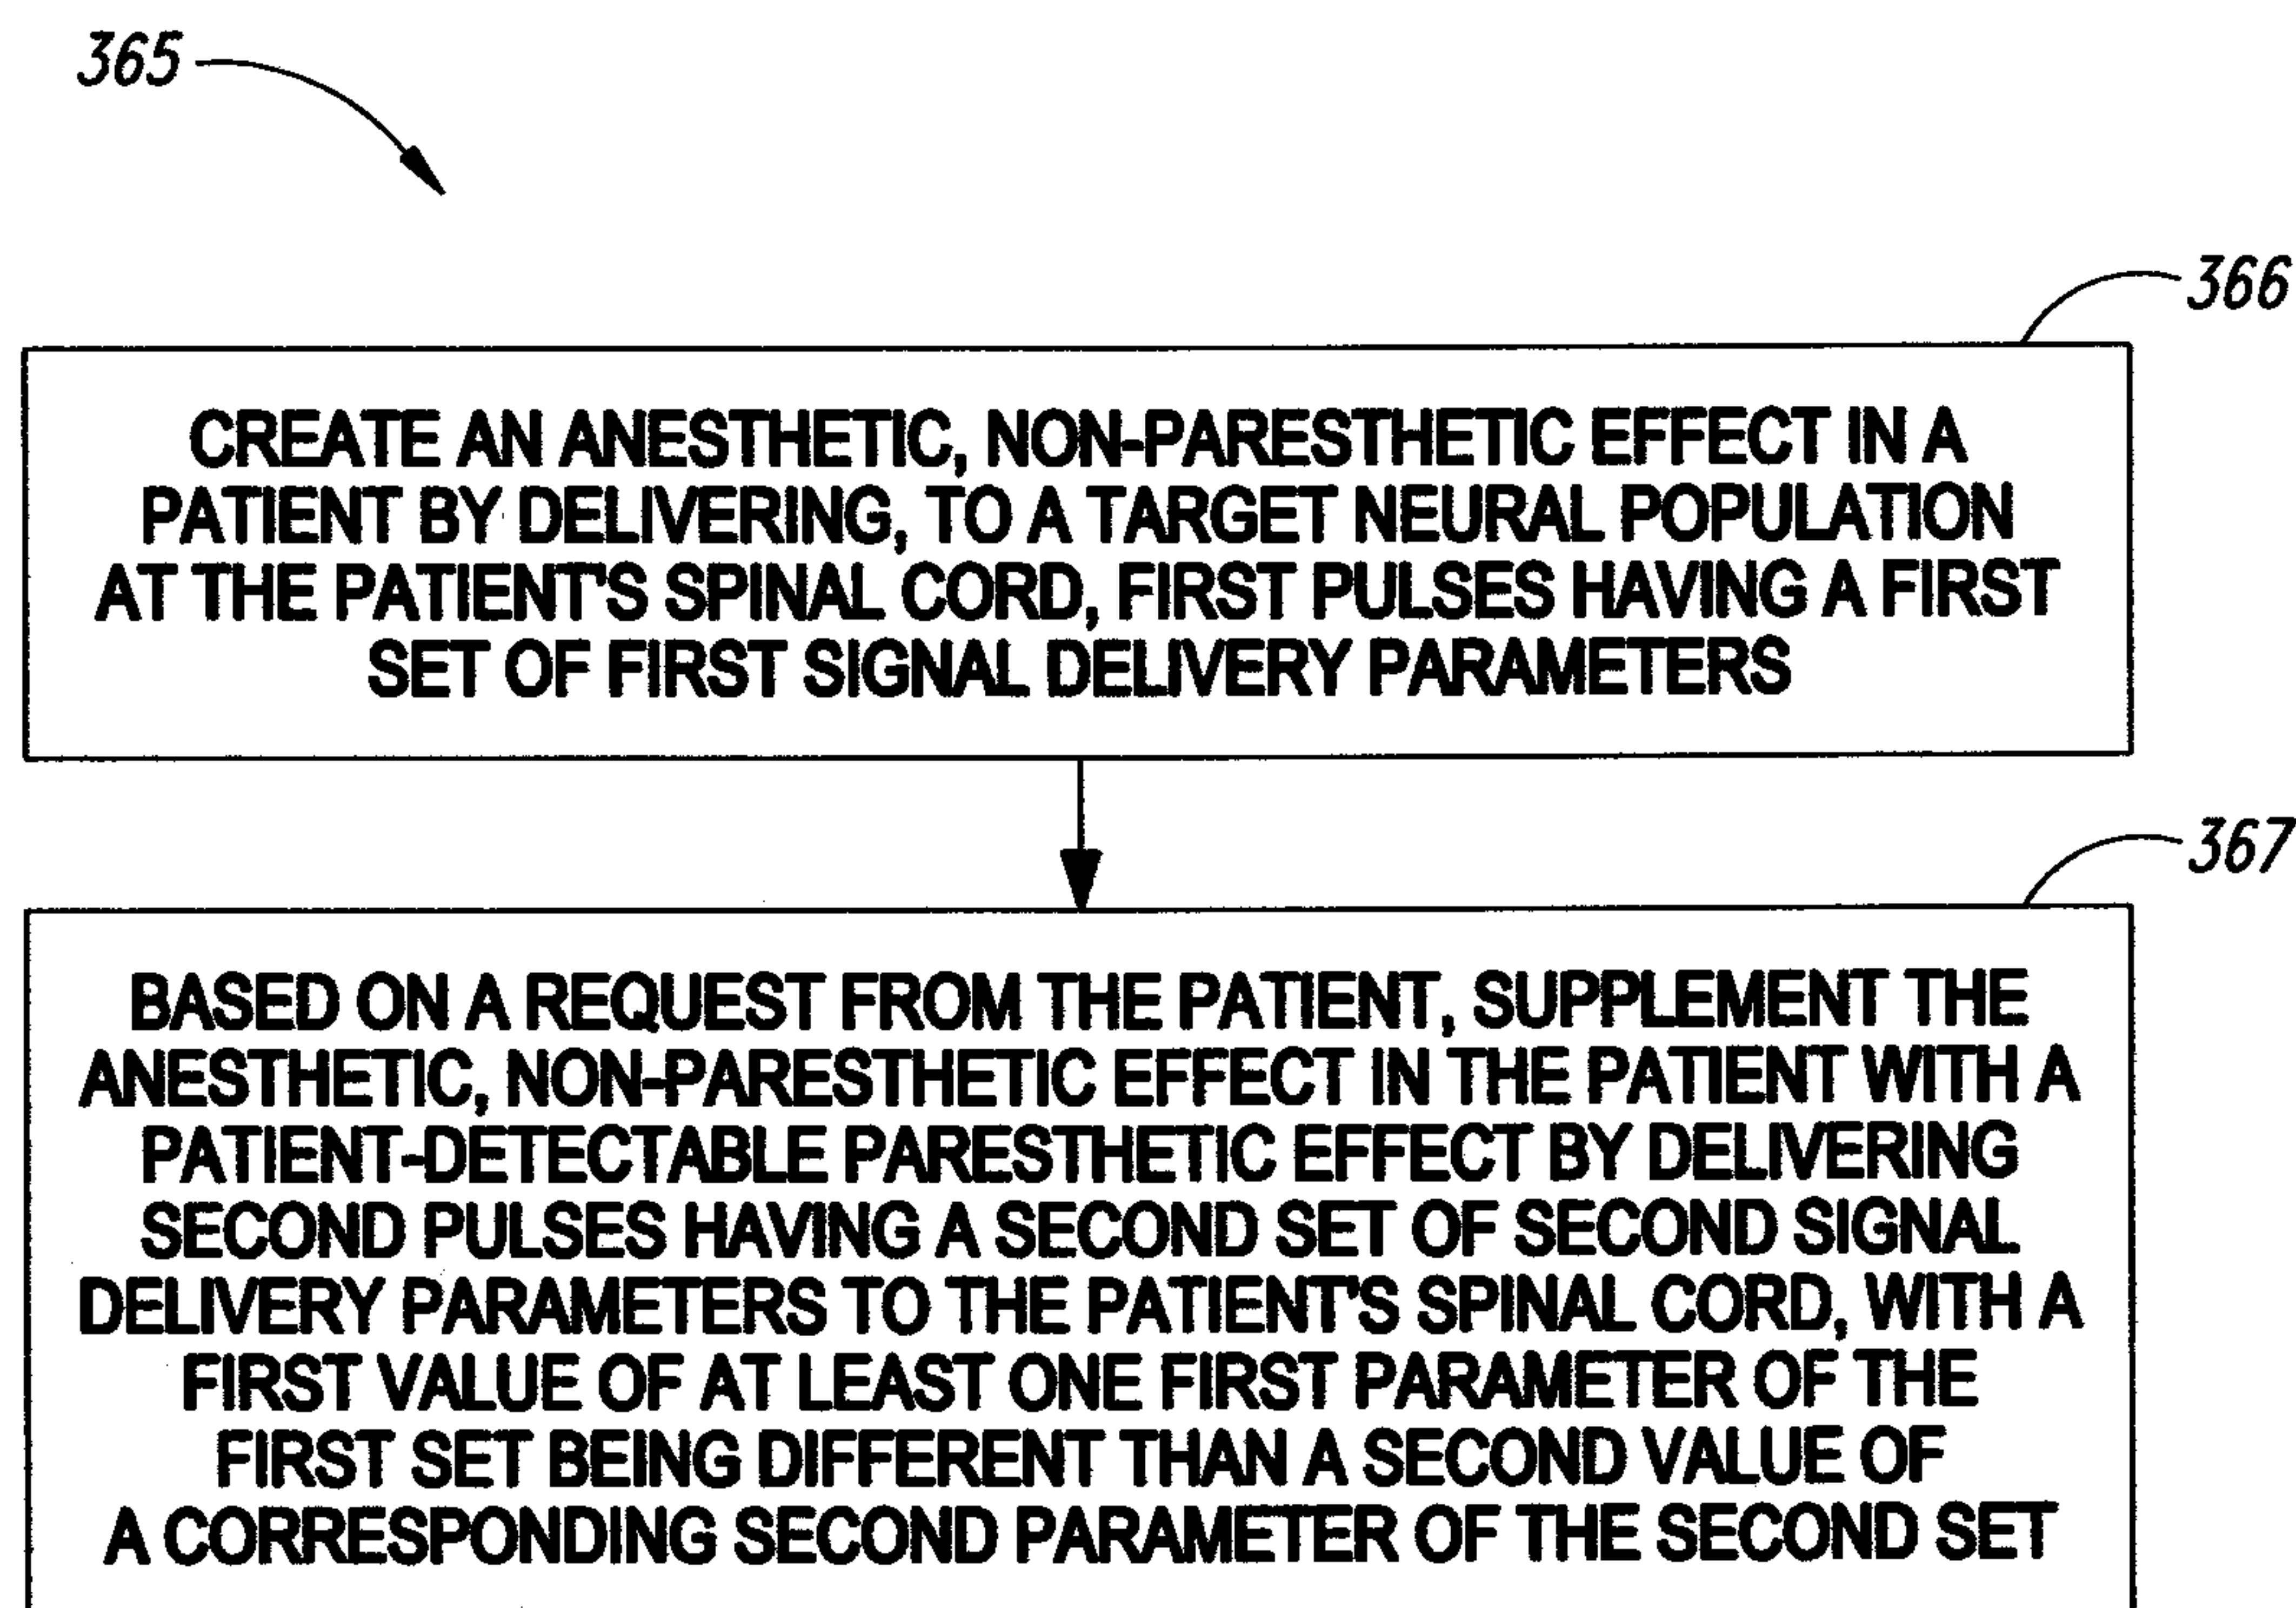 365
366
CREATE AN ANESTHETIC, NON-PARESTHETIC EFFECT IN A
PATIENT BY DELIVERING, TO A TARGET NEURAL POPULATION
AT THE PATIENT'S SPINAL CORD, FIRST PULSES HAVING A FIRST
SET OF FIRST SIGNAL DELIVERY PARAMETERS
367
BASED ON A REQUEST FROM THE PATIENT, SUPPLEMENT THE
ANESTHETIC, NON-PARESTHETIC EFFECT IN THE PATIENT WITH A
PATIENT-DETECTABLE PARESTHETIC EFFECT BY DELIVERING
SECOND PULSES HAVING A SECOND SET OF SECOND SIGNAL
DELIVERY PARAMETERS TO THE PATIENT'S SPINAL CORD, WITH A
FIRST VALUE OF AT LEAST ONE FIRST PARAMETER OF THE
FIRST SET BEING DIFFERENT THAN A SECOND VALUE OF
A CORRESPONDING SECOND PARAMETER OF THE SECOND SET